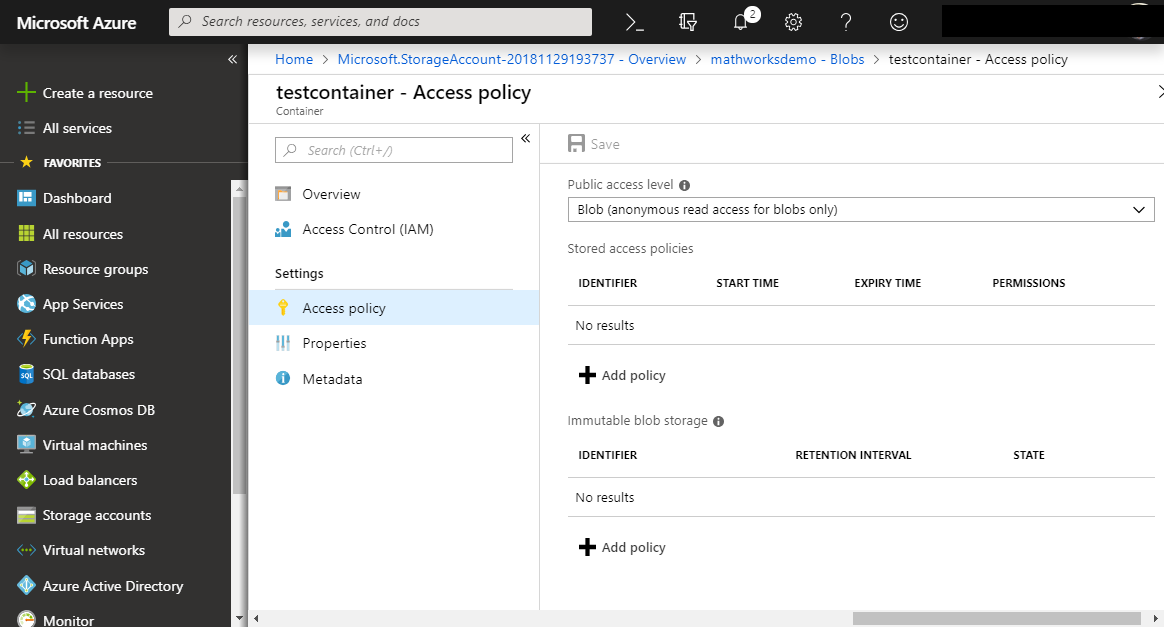 Microsoft Azure
Search resources, services, and docs
2
Home > Microsoft.StorageAccount-20181129193737 - Overview > mathworksdemo - Blobs > testcontainer - Access policy
Create a resource
All services
FAVORITES
Dashboard
All resources
Resource groups
App Services
Function Apps
SQL
SQL databases
Azure Cosmos DB
Virtual machines
Load balancers
Storage accounts
Virtual networks
Azure Active Directory
Monitor
testcontainer - Access policy
Container
Search (Ctrl+/)
Overview
Access Control (IAM)
Settings
Access policy
Properties
Metadata
Save
Public access level
Blob (anonymous read access for blobs only)
Stored access policies
IDENTIFIER START TIME EXPIRY TIME PERMISSIONS
No results
Add policy
Immutable blob storage
IDENTIFIER RETENTION INTERVAL STATE
No results
Add policy